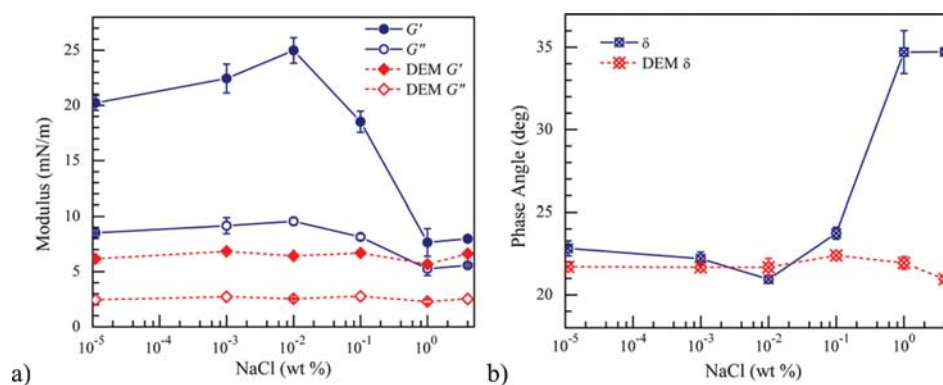 G'
G"
DEM G'
DEM G"
25
20
15
10
5
0
Modulus (mN/m)
10⁻⁵ 10⁻⁴ 10⁻³ 10⁻² 10⁻¹ 10⁰
NaCl (wt %)
a)
δ
DEM δ
35
30
25
20
Phase Angle (deg)
10⁻⁵ 10⁻⁴ 10⁻³ 10⁻² 10⁻¹ 10⁰
NaCl (wt %)
b)